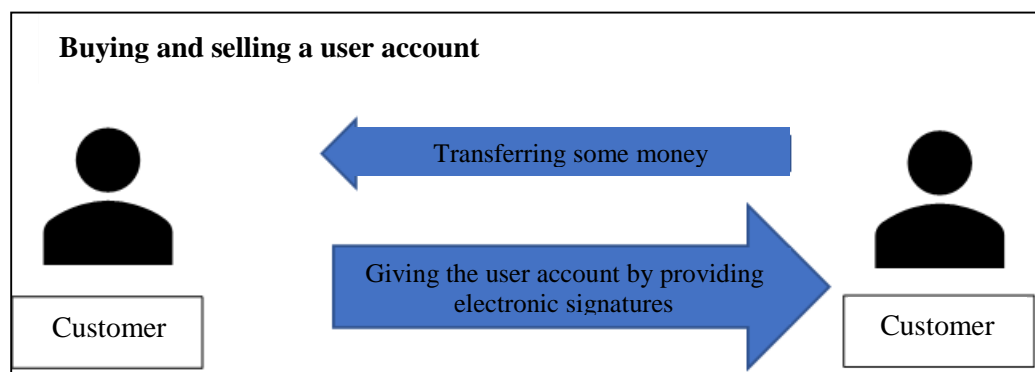 Buying and selling a user account
Transferring some money
Giving the user account by providing
electronic signatures
Customer
Customer